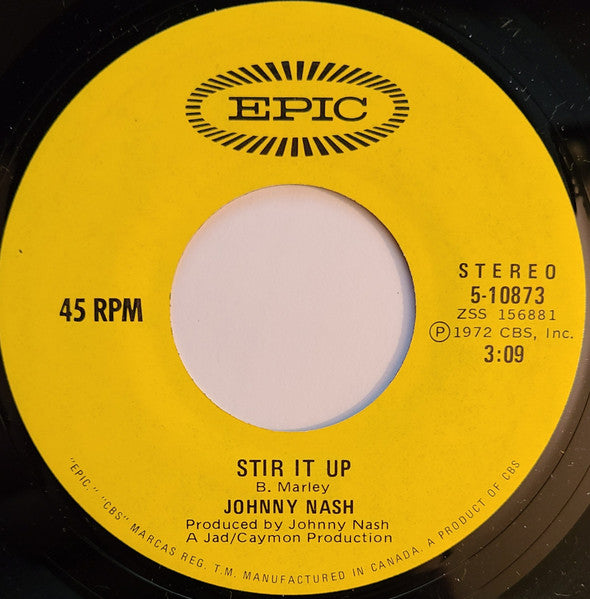 EPIC
45 RPM
STEREO
5-10873
ZSS 156881
Ⓟ1972 CBS, Inc.
3:09
STIR IT UP
B. Marley
JOHNNY NASH
Produced by Johnny Nash
A Jad/Caymon Production
"EPIC," "CBS" MARCAS REG. T.M. MANUFACTURED IN CANADA. A PRODUCT OF CBS